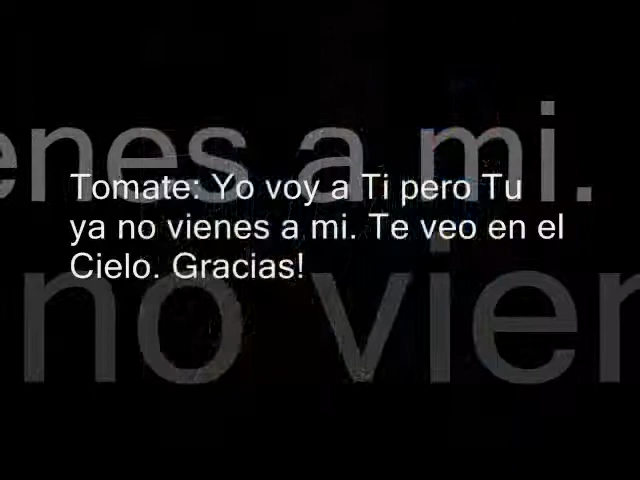 enes a mi.
Tomate: Yo voy a Ti pero Tu
ya no vienes a mi. Te veo en el
Cielo. Gracias!
no vien